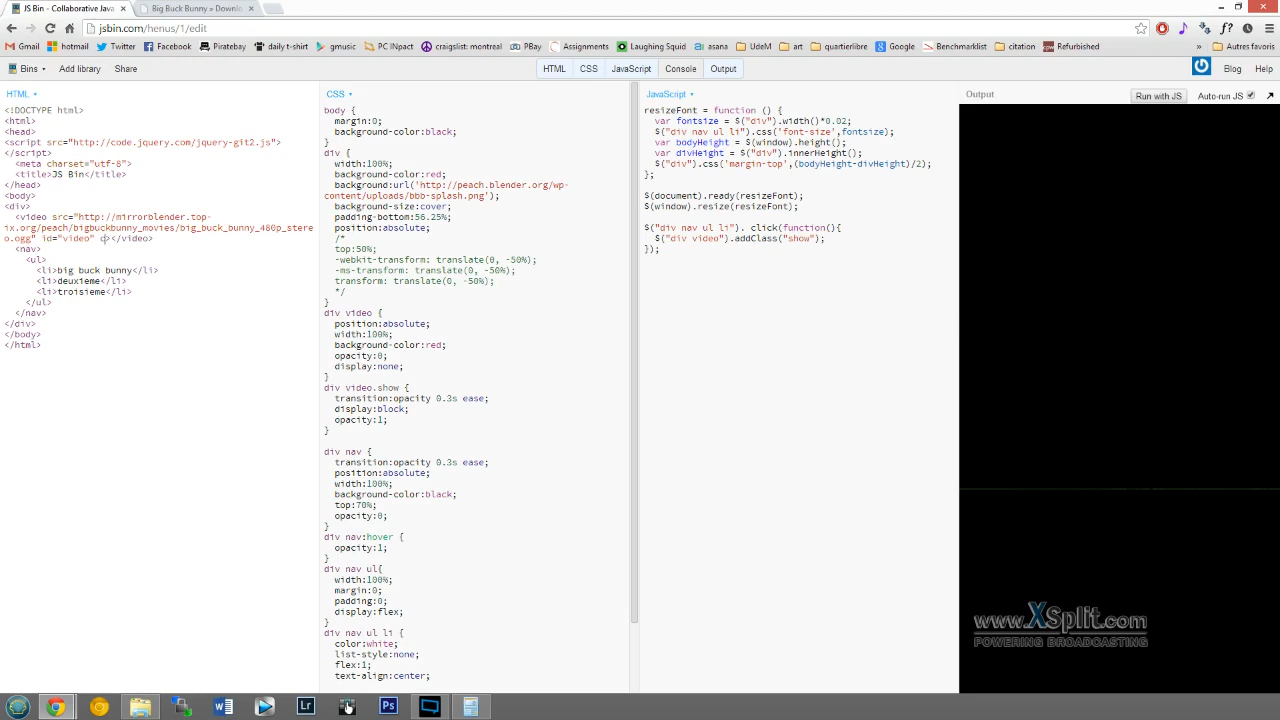 JS Bin - Collaborative Java
Big Buck Bunny » Downlo
jsbin.com/henus/1/edit
Gmail hotmail Twitter Facebook Piratebay daily t-shirt gmusic PC INpact craigslist: montreal PBay Assignments Laughing Squid asana UdeM art quartierlibre Google Benchmarklist citation Refurbished » Autres favoris
Bins Add library Share HTML CSS JavaScript Console Output Blog Help
HTML
<!DOCTYPE html>
<html>
<head>
<script src="http://code.jquery.com/jquery-git2.js">
</script>
<meta charset="utf-8">
<title>JS Bin</title>
</head>
<body>
<div>
<video src="http://mirrorblender.top-
ix.org/peach/bigbuckbunny_movies/big_buck_bunny_480p_stere
o.ogg" id="video" c></video>
<nav>
<ul>
<li>big buck bunny</li>
<li>deuxieme</li>
<li>troisieme</li>
</ul>
</nav>
</div>
</body>
</html>
CSS
body {
margin:0;
background-color:black;
}
div {
width:100%;
background-color:red;
background:url('http://peach.blender.org/wp-
content/uploads/bbb-splash.png');
background-size:cover;
padding-bottom:56.25%;
position:absolute;
/*
top:50%;
-webkit-transform: translate(0, -50%);
-ms-transform: translate(0, -50%);
transform: translate(0, -50%);
*/
}
div video {
position:absolute;
width:100%;
background-color:red;
opacity:0;
display:none;
}
div video.show {
transition:opacity 0.3s ease;
display:block;
opacity:1;
}
div nav {
transition:opacity 0.3s ease;
position:absolute;
width:100%;
background-color:black;
top:70%;
opacity:0;
}
div nav:hover {
opacity:1;
}
div nav ul{
width:100%;
margin:0;
padding:0;
display:flex;
}
div nav ul li {
color:white;
list-style:none;
flex:1;
text-align:center;
JavaScript
resizeFont = function () {
var fontsize = $("div").width()*0.02;
$("div nav ul li").css('font-size',fontsize);
var bodyHeight = $(window).height();
var divHeight = $("div").innerHeight();
$("div").css('margin-top',(bodyHeight-divHeight)/2);
};
$(document).ready(resizeFont);
$(window).resize(resizeFont);
$("div nav ul li"). click(function(){
$("div video").addClass("show");
});
Output
Run with JS
Auto-run JS
www.XSplit.com
POWERING BROADCASTING
W
Lr
Ps